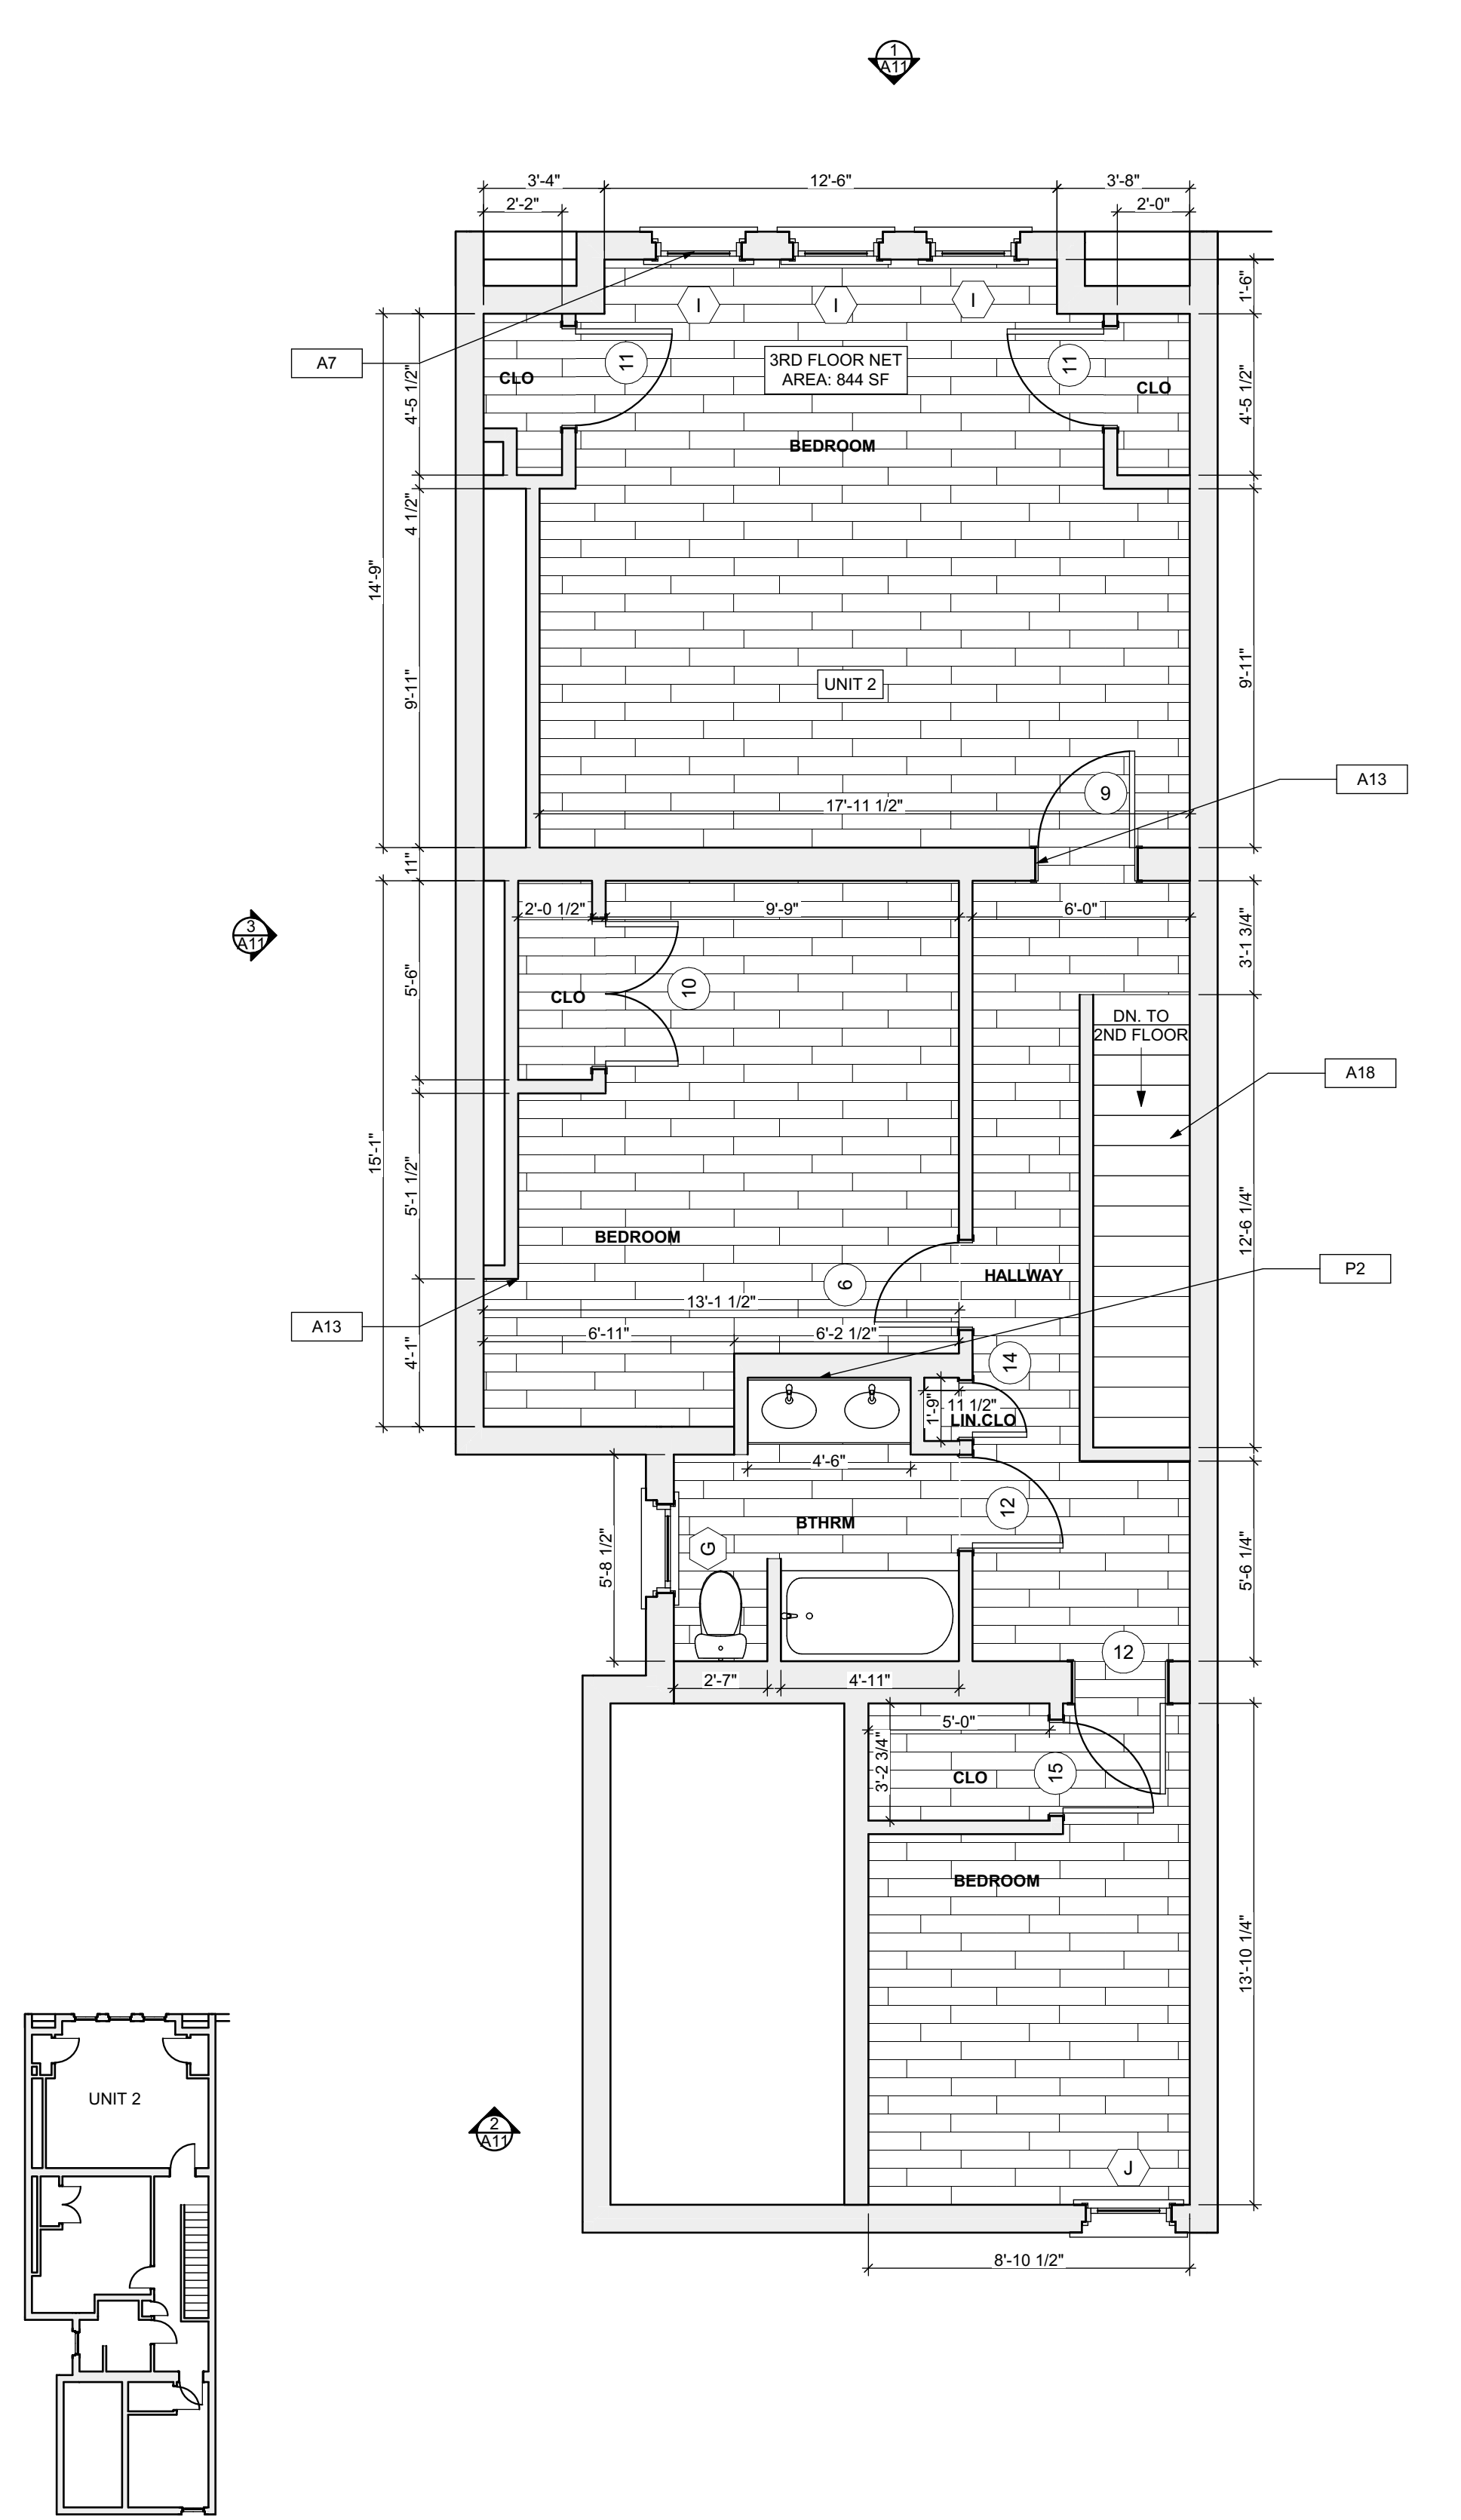 1
A11
3'-4"
12'-6"
3'-8"
2'-2"
2'-0"
1'-6"
I
I
I
A7
11
3RD FLOOR NET
AREA: 844 SF
11
CLO
CLO
4'-5 1/2"
4'-5 1/2"
BEDROOM
4 1/2"
14'-9"
9'-11"
9'-11"
UNIT 2
A13
9
17'-11 1/2"
11"
2'-0 1/2"
9'-9"
6'-0"
3'-1 3/4"
3
A11
5'-6"
CLO
10
DN. TO
2ND FLOOR
A18
15'-1"
5'-1 1/2"
12'-6 1/4"
BEDROOM
HALLWAY
P2
6
13'-1 1/2"
A13
6'-11"
6'-2 1/2"
4'-1"
14
1'-9"
11 1/2"
LIN.CLO
4'-6"
12
BTHRM
G
5'-8 1/2"
5'-6 1/4"
12
2'-7"
4'-11"
5'-0"
3'-2 3/4"
CLO
15
BEDROOM
13'-10 1/4"
UNIT 2
2
A11
J
8'-10 1/2"